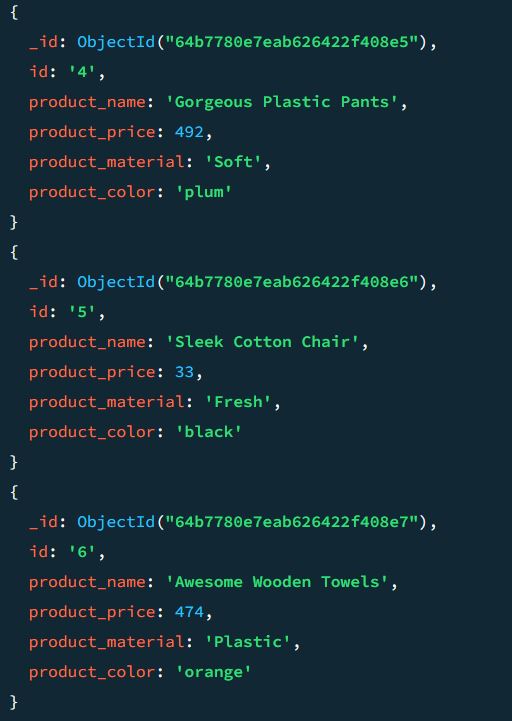 {
  _id: ObjectId("64b7780e7eab626422f408e5"),
  id: '4',
  product_name: 'Gorgeous Plastic Pants',
  product_price: 492,
  product_material: 'Soft',
  product_color: 'plum'
}
{
  _id: ObjectId("64b7780e7eab626422f408e6"),
  id: '5',
  product_name: 'Sleek Cotton Chair',
  product_price: 33,
  product_material: 'Fresh',
  product_color: 'black'
}
{
  _id: ObjectId("64b7780e7eab626422f408e7"),
  id: '6',
  product_name: 'Awesome Wooden Towels',
  product_price: 474,
  product_material: 'Plastic',
  product_color: 'orange'
}